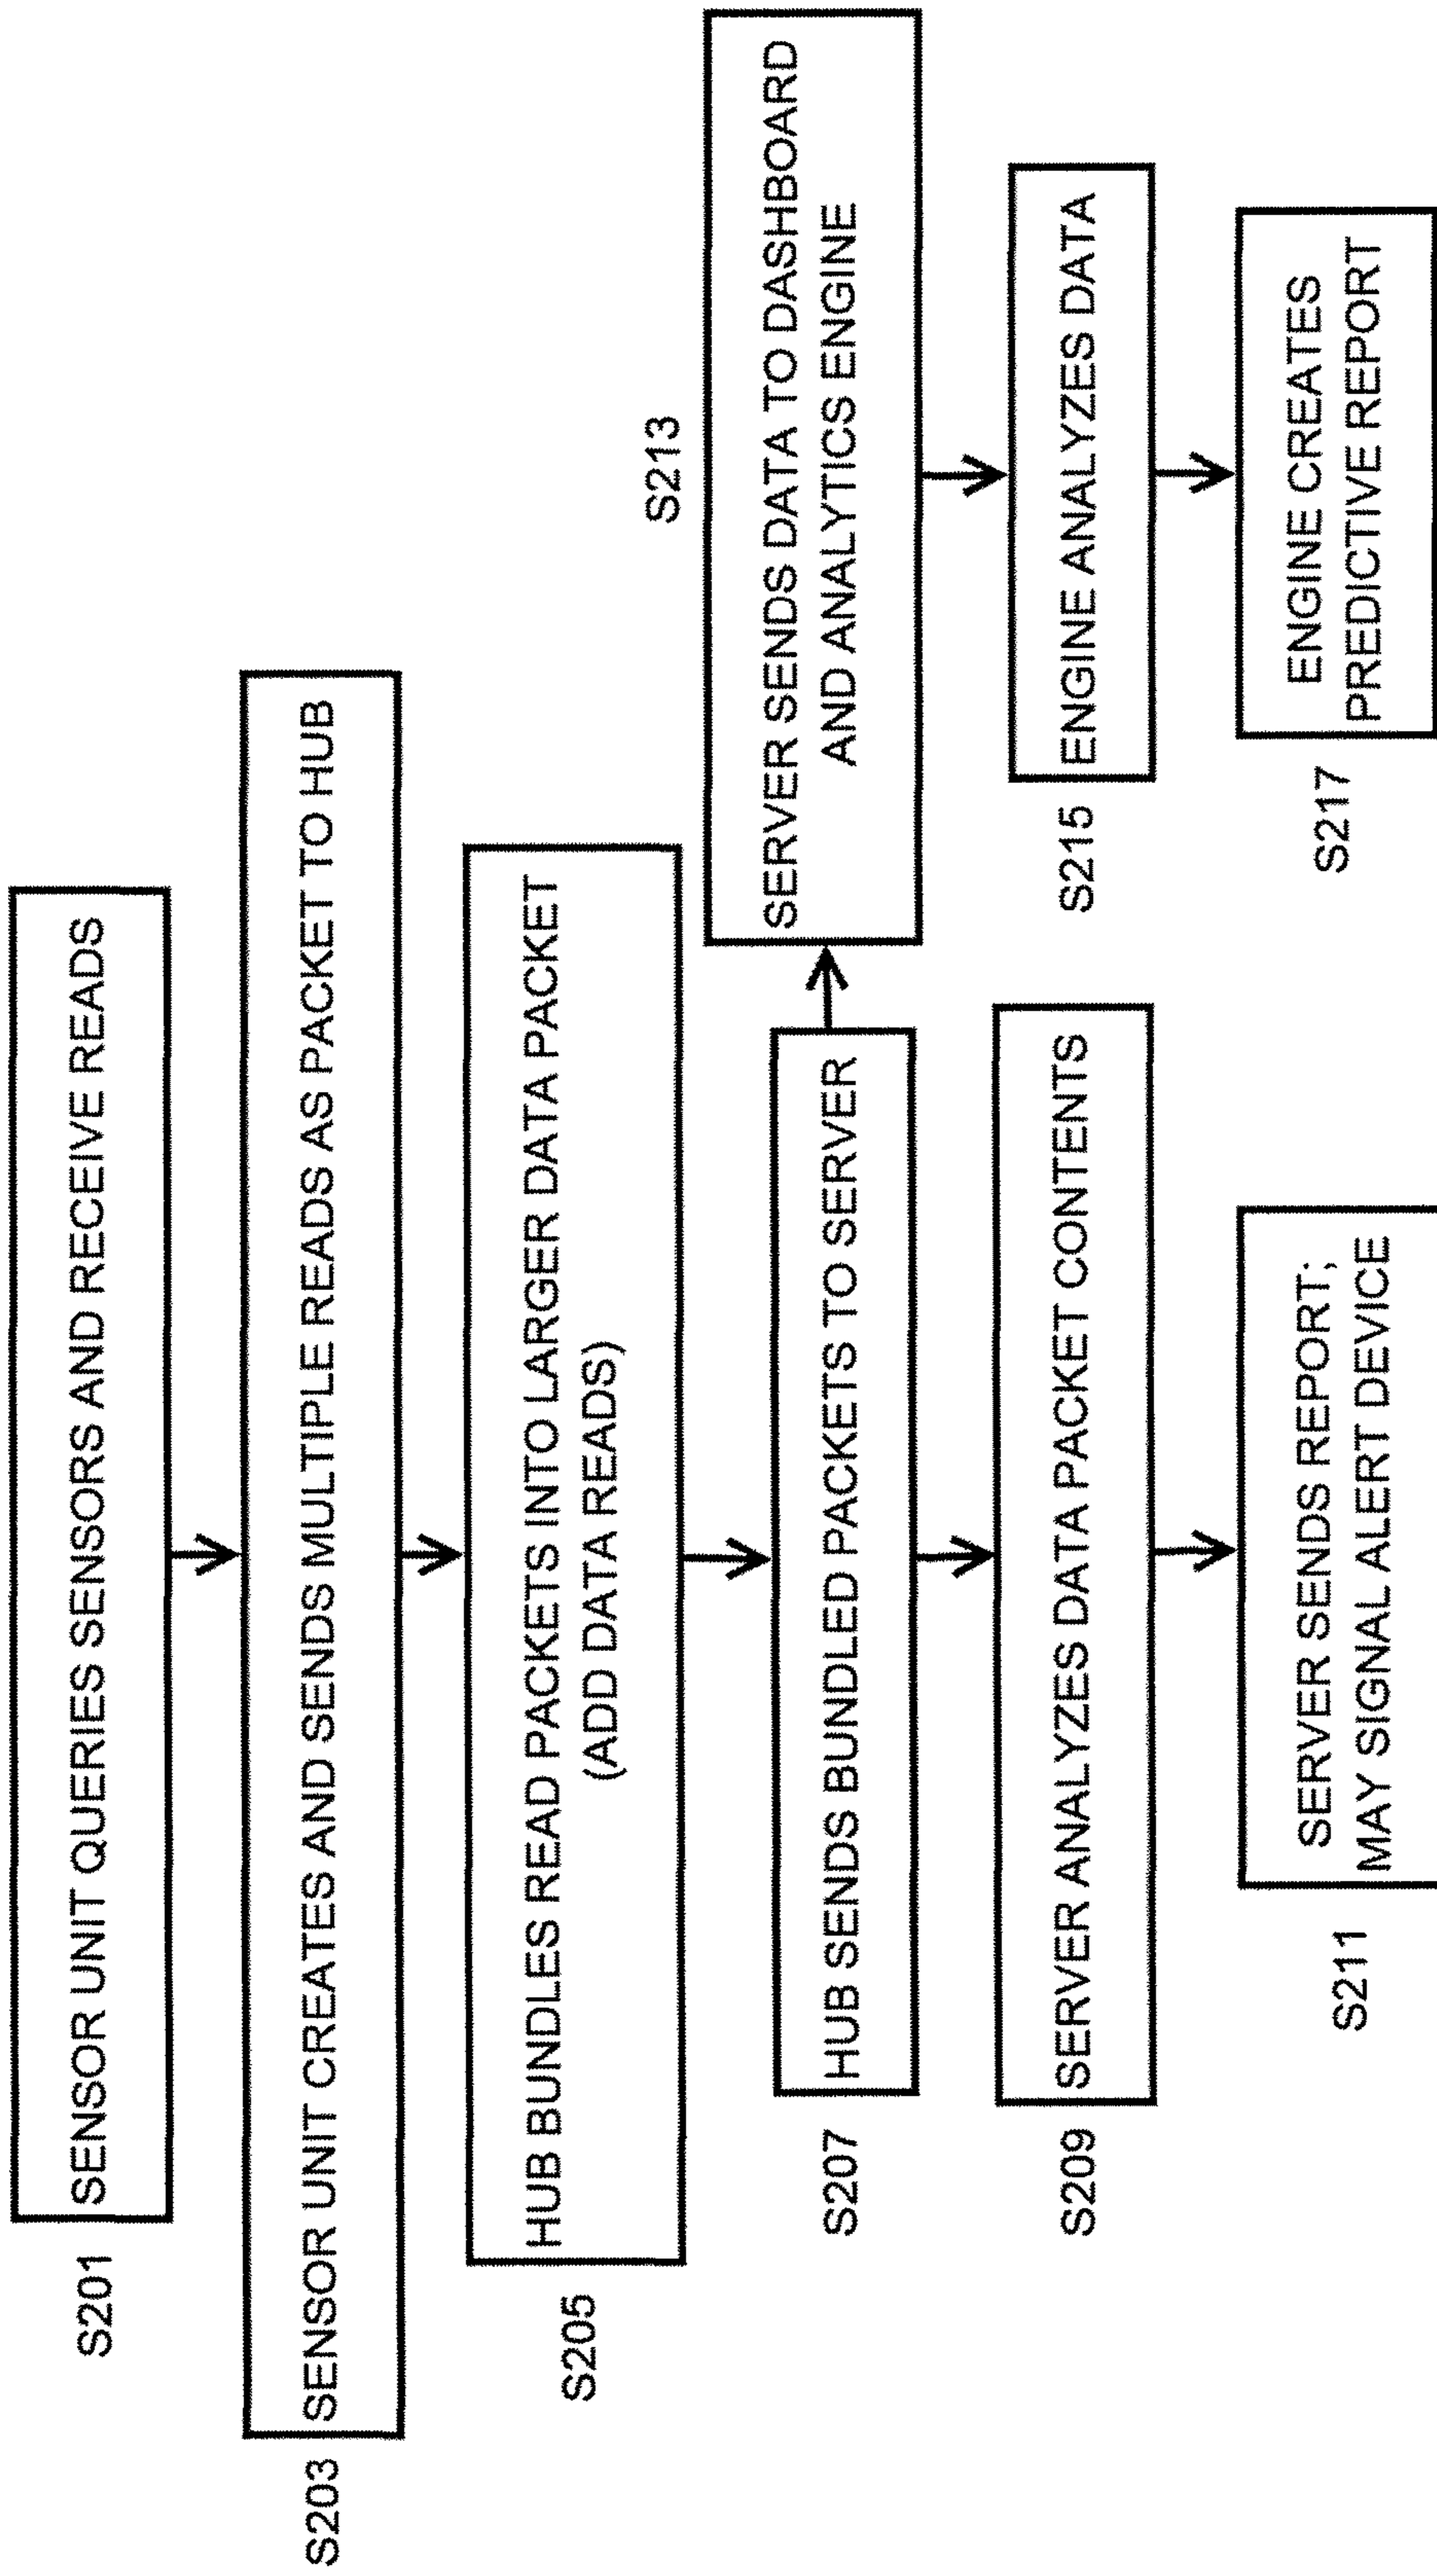 S201
SENSOR UNIT QUERIES SENSORS AND RECEIVE READS
S203
SENSOR UNIT CREATES AND SENDS MULTIPLE READS AS PACKET TO HUB
S205
HUB BUNDLES READ PACKETS INTO LARGER DATA PACKET
(ADD DATA READS)
S207
HUB SENDS BUNDLED PACKETS TO SERVER
S209
SERVER ANALYZES DATA PACKET CONTENTS
S211
SERVER SENDS REPORT;
MAY SIGNAL ALERT DEVICE
S213
SERVER SENDS DATA TO DASHBOARD
AND ANALYTICS ENGINE
S215
ENGINE ANALYZES DATA
S217
ENGINE CREATES
PREDICTIVE REPORT